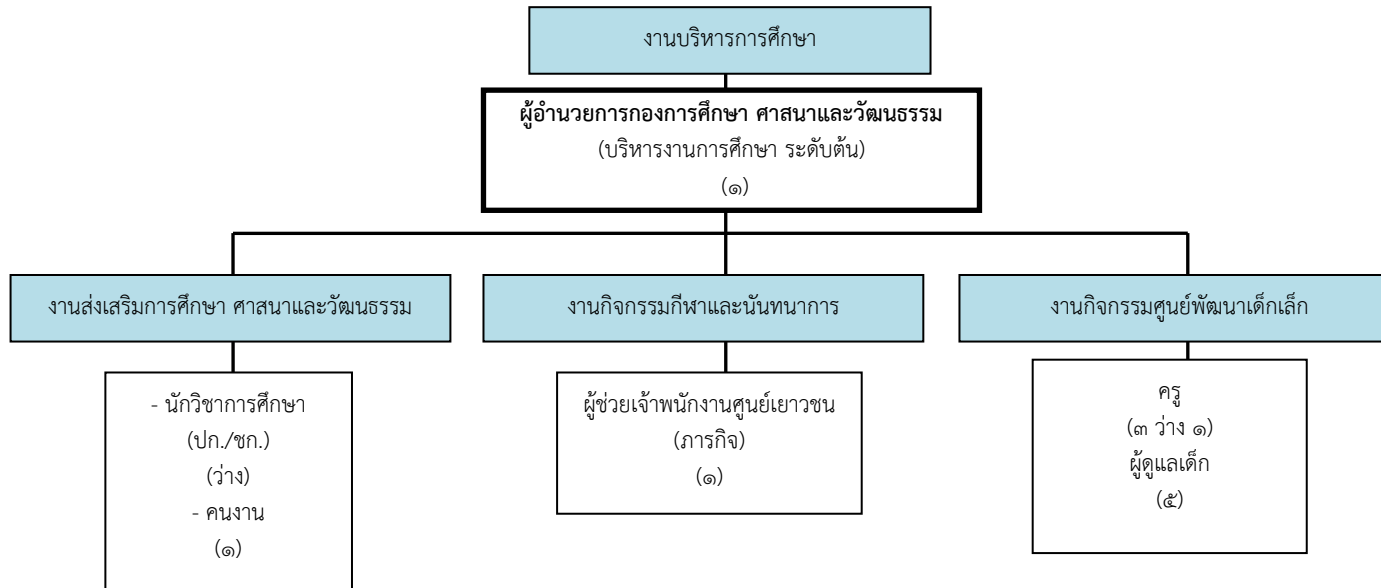 งานบริหารการศึกษา
ผู้อำนวยการกองการศึกษา ศาสนาและวัฒนธรรม
(บริหารงานการศึกษา ระดับต้น)
(๑)
งานส่งเสริมการศึกษา ศาสนาและวัฒนธรรม
- นักวิชาการศึกษา
(ปก./ชก.)
(ว่าง)
- คนงาน
(๑)
งานกิจกรรมกีฬาและนันทนาการ
ผู้ช่วยเจ้าพนักงานศูนย์เยาวชน
(ภารกิจ)
(๑)
งานกิจกรรมศูนย์พัฒนาเด็กเล็ก
ครู
(๓ ว่าง ๑)
ผู้ดูแลเด็ก
(๕)